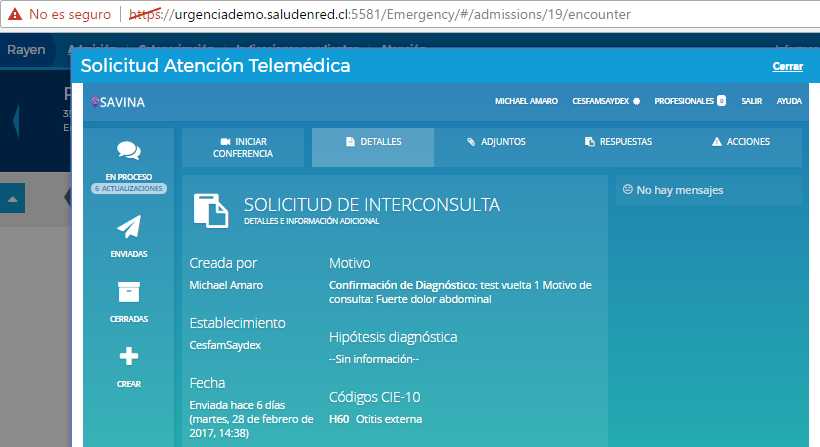 No es seguro | https://urgenciademo.saludenred.cl:5581/Emergency/#/admissions/19/encounter
Rayen
Solicitud Atención Telemédica
Cerrar
SAVINA
MICHAEL AMARO
CESFAMSAYDEX
PROFESIONALES 0
SALIR
AYUDA
EN PROCESO
6 ACTUALIZACIONES
ENVIADAS
CERRADAS
CREAR
INICIAR
CONFERENCIA
DETALLES
ADJUNTOS
RESPUESTAS
ACCIONES
SOLICITUD DE INTERCONSULTA
DETALLES E INFORMACIÓN ADICIONAL
Creada por
Michael Amaro
Establecimiento
CesfamSaydex
Fecha
Enviada hace 6 días
(martes, 28 de febrero de
2017, 14:38)
Motivo
Confirmación de Diagnóstico: test vuelta 1 Motivo de
consulta: Fuerte dolor abdominal
Hipótesis diagnóstica
--Sin información--
Códigos CIE-10
H60 Otitis externa
No hay mensajes